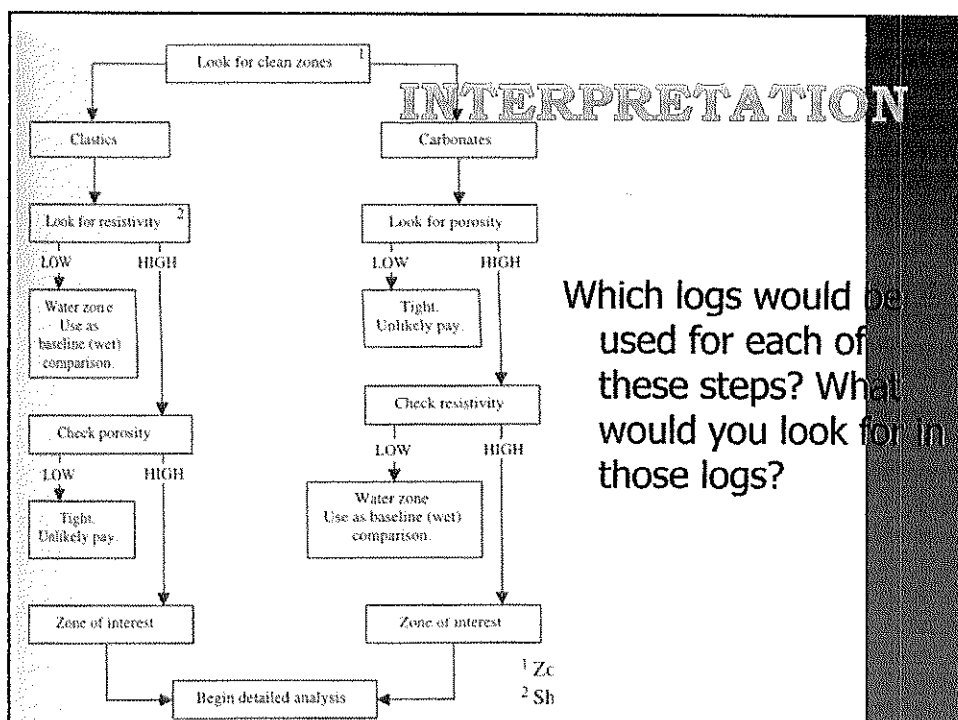 Look for clean zones 1
INTERPRETATION
Clastics
Carbonates
Look for resistivity 2
Look for porosity
LOW HIGH
LOW HIGH
Water zone
Use as
baseline (wet)
comparison.
Tight.
Unlikely pay.
Which logs would be
used for each of
these steps? What
would you look for in
those logs?
Check resistivity
Check porosity
LOW HIGH
LOW HIGH
Tight.
Unlikely pay.
Water zone
Use as baseline (wet)
comparison.
Zone of interest
Zone of interest
Begin detailed analysis
1 Zo
2 Sh